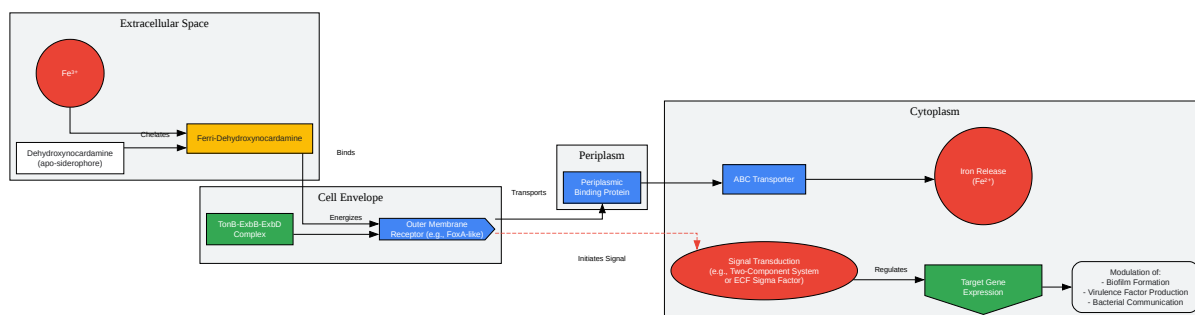 Extracellular Space
Fe³⁺
Chelates
Dehydroxynocardamine
(apo-siderophore)
Ferri-Dehydroxynocardamine
Binds
Cell Envelope
TonB-ExbB-ExbD
Complex
Energizes
Outer Membrane
Receptor (e.g., FoxA-like)
Transports
Initiates Signal
Periplasm
Periplasmic
Binding Protein
Cytoplasm
ABC Transporter
Iron Release
(Fe²⁺)
Signal Transduction
(e.g., Two-Component System
or ECF Sigma Factor)
Regulates
Target Gene
Expression
Modulation of:
- Biofilm Formation
- Virulence Factor Production
- Bacterial Communication